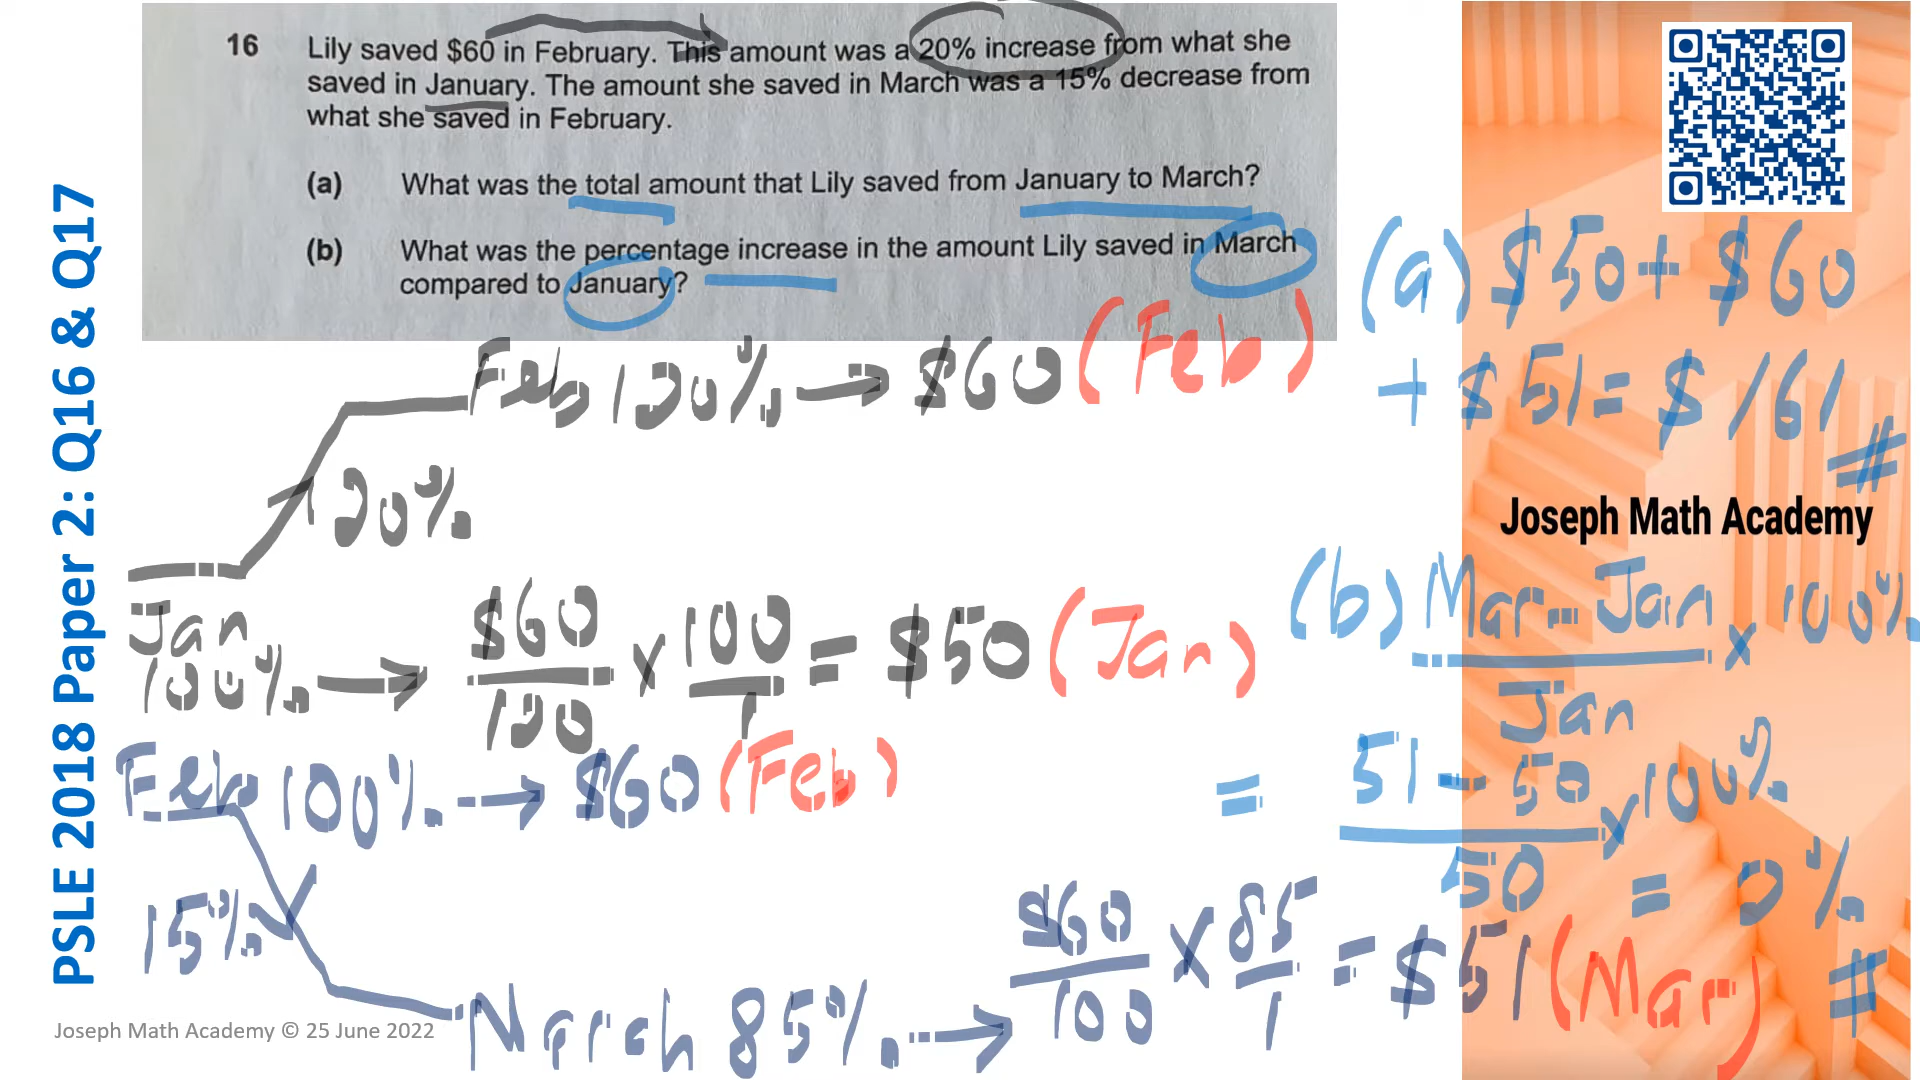 PSLE 2018 Paper 2: Q16 & Q17
16 Lily saved $60 in February. This amount was a 20% increase from what she
saved in January. The amount she saved in March was a 15% decrease from
what she saved in February.
(a) What was the total amount that Lily saved from January to March?
(b) What was the percentage increase in the amount Lily saved in March
compared to January?
Feb 120% → $60 (Feb)
20%
Jan
100% → $60/120 × 100/1 = $50 (Jan)
Feb 100% → $60 (Feb)
15%
March 85% → $60/100 × 85/1 = $51 (Mar)
(a) $50 + $60
+ $51 = $161 #
Joseph Math Academy
(b) Mar - Jan / Jan × 100%
= 51 - 50 / 50 × 100%
= 2% #
Joseph Math Academy © 25 June 2022